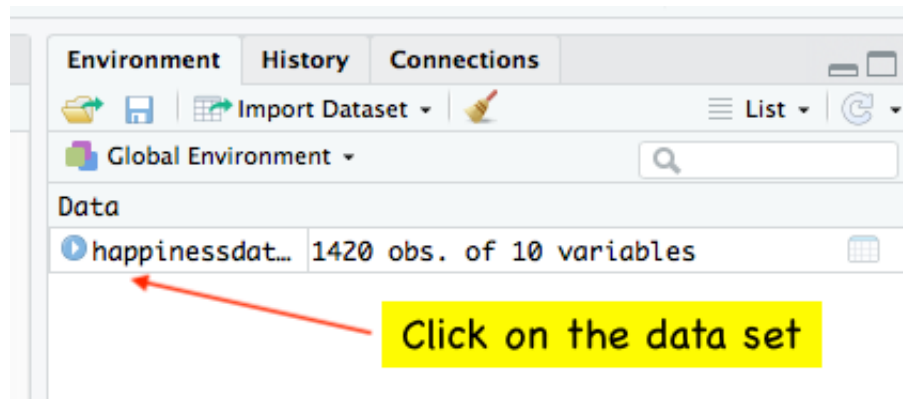 Environment History Connections
Import Dataset List
Global Environment
Data
happinessdat… 1420 obs. of 10 variables
Click on the data set